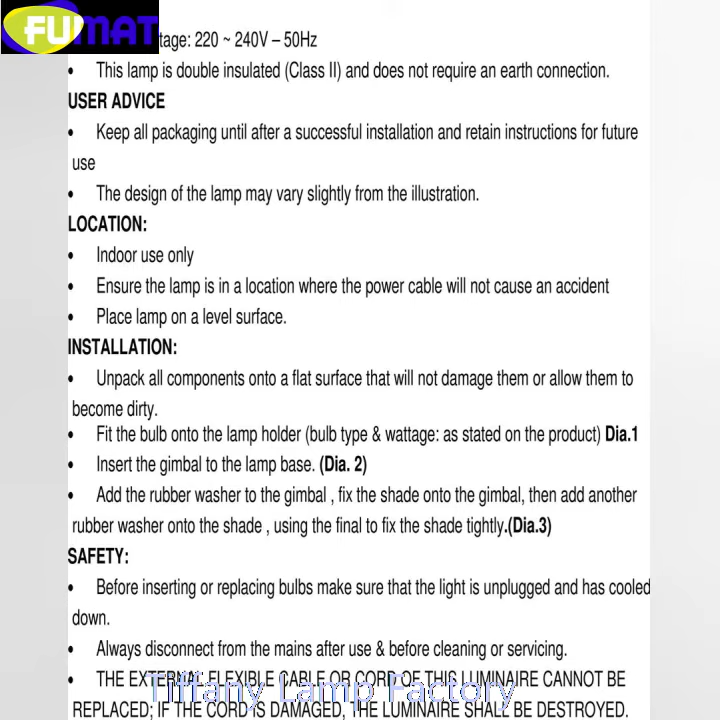 FUMAT
tage: 220 ~ 240V – 50Hz
• This lamp is double insulated (Class II) and does not require an earth connection.
USER ADVICE
• Keep all packaging until after a successful installation and retain instructions for future
use
• The design of the lamp may vary slightly from the illustration.
LOCATION:
• Indoor use only
• Ensure the lamp is in a location where the power cable will not cause an accident
• Place lamp on a level surface.
INSTALLATION:
• Unpack all components onto a flat surface that will not damage them or allow them to
become dirty.
• Fit the bulb onto the lamp holder (bulb type & wattage: as stated on the product) Dia.1
• Insert the gimbal to the lamp base. (Dia. 2)
• Add the rubber washer to the gimbal , fix the shade onto the gimbal, then add another
rubber washer onto the shade , using the final to fix the shade tightly.(Dia.3)
SAFETY:
• Before inserting or replacing bulbs make sure that the light is unplugged and has cooled
down.
• Always disconnect from the mains after use & before cleaning or servicing.
• THE EXTERNAL FLEXIBLE CABLE OR CORD OF THIS LUMINAIRE CANNOT BE
Tiffany Lamp Factory
REPLACED; IF THE CORD IS DAMAGED, THE LUMINAIRE SHALL BE DESTROYED.